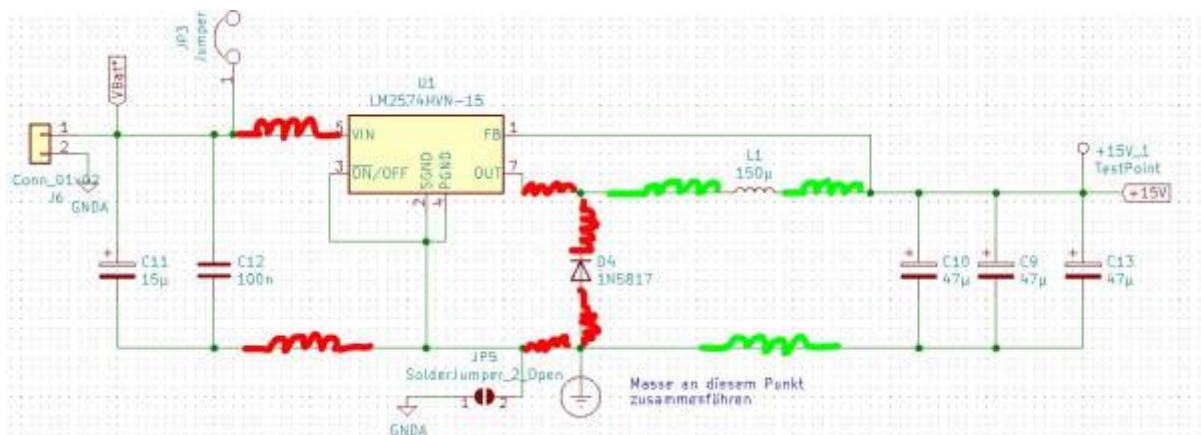 JP3
Jumper
1
VBat*
U1
LM2574HVN-15
1
2
Conn_01x02
J6
GNDA
5
VIN
FB
1
3
ON/OFF
SGND
PGND
OUT
7
2
4
L1
150µ
+15V_1
TestPoint
+15V
+
C11
15µ
C12
100n
D4
1N5817
+
C10
47µ
+
C9
47µ
+
C13
47µ
JP5
SolderJumper_2_Open
1
2
GNDA
Masse an diesem Punkt
zusammenführen